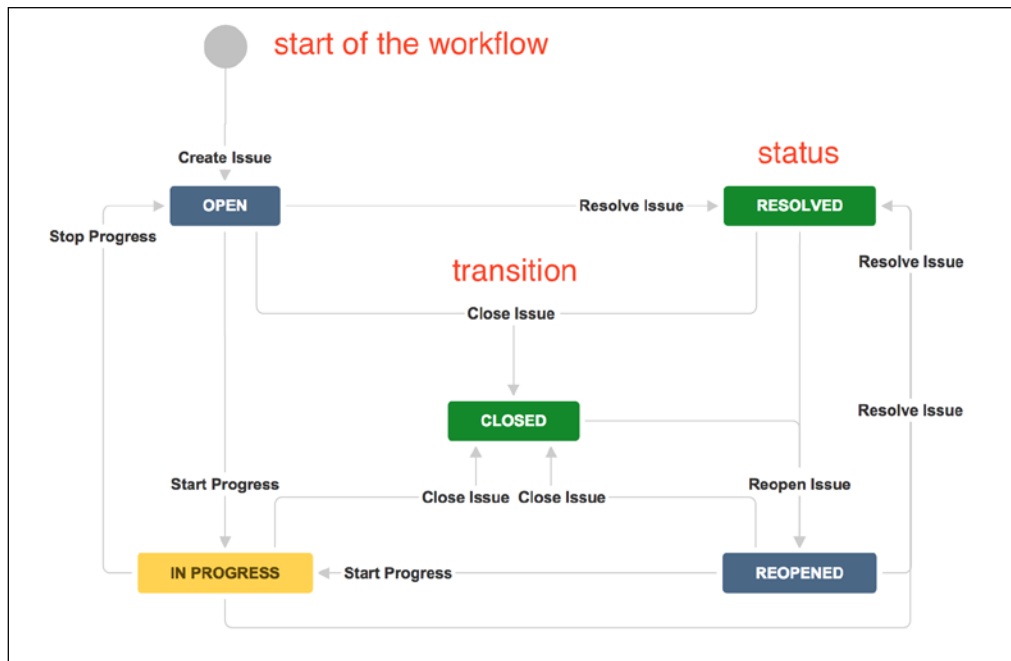 start of the workflow
Create Issue
status
OPEN
Resolve Issue
RESOLVED
Stop Progress
transition
Resolve Issue
Close Issue
CLOSED
Resolve Issue
Start Progress
Close Issue
Close Issue
Reopen Issue
IN PROGRESS
Start Progress
REOPENED